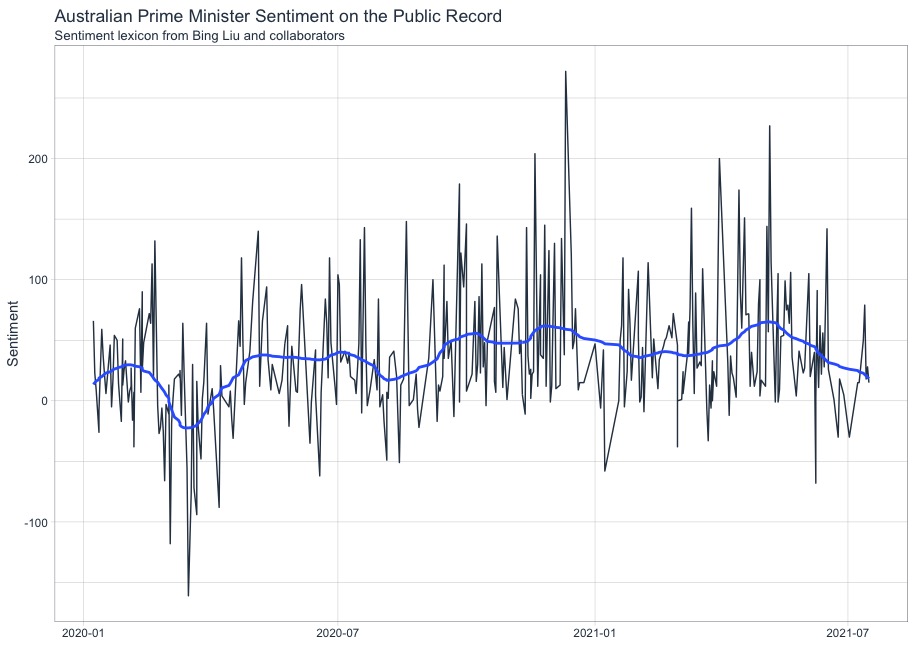 Australian Prime Minister Sentiment on the Public Record
Sentiment lexicon from Bing Liu and collaborators
Sentiment
200
100
0
-100
2020-01
2020-07
2021-01
2021-07